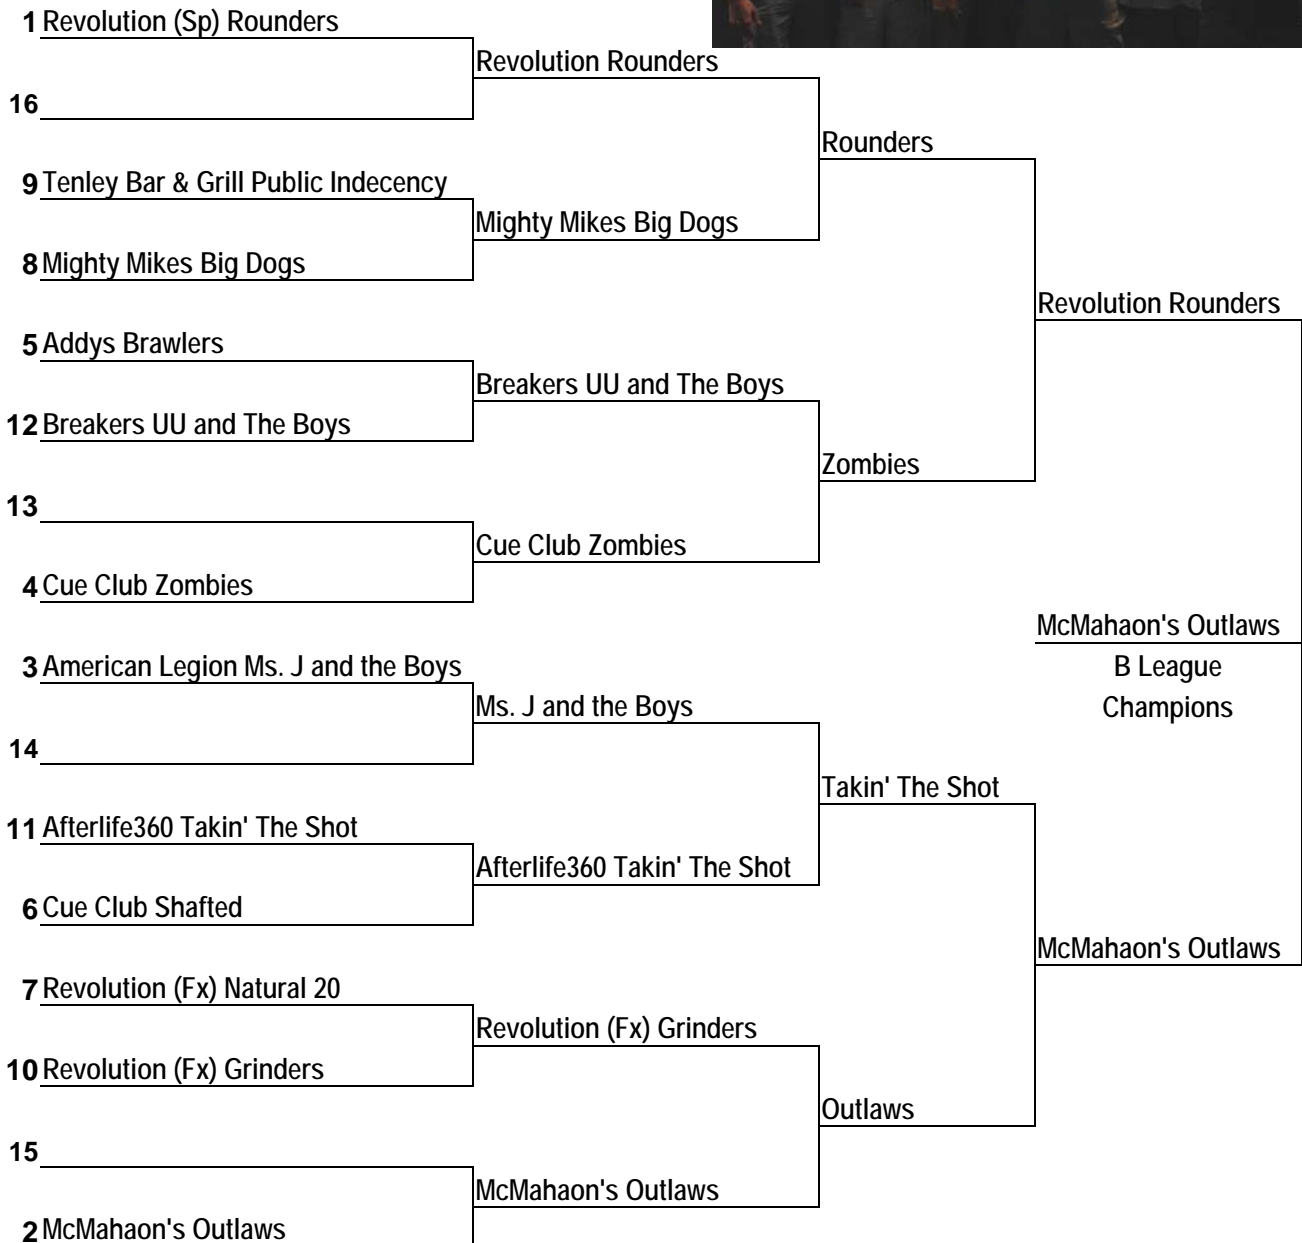 1 Revolution (Sp) Rounders
Revolution Rounders
16
Rounders
9 Tenley Bar & Grill Public Indecency
Mighty Mikes Big Dogs
8 Mighty Mikes Big Dogs
Revolution Rounders
5 Addys Brawlers
Breakers UU and The Boys
12 Breakers UU and The Boys
Zombies
13
Cue Club Zombies
4 Cue Club Zombies
McMahaon's Outlaws
3 American Legion Ms. J and the Boys
B League
Ms. J and the Boys
Champions
14
Takin' The Shot
11 Afterlife360 Takin' The Shot
Afterlife360 Takin' The Shot
6 Cue Club Shafted
McMahaon's Outlaws
7 Revolution (Fx) Natural 20
Revolution (Fx) Grinders
10 Revolution (Fx) Grinders
Outlaws
15
McMahaon's Outlaws
2 McMahaon's Outlaws